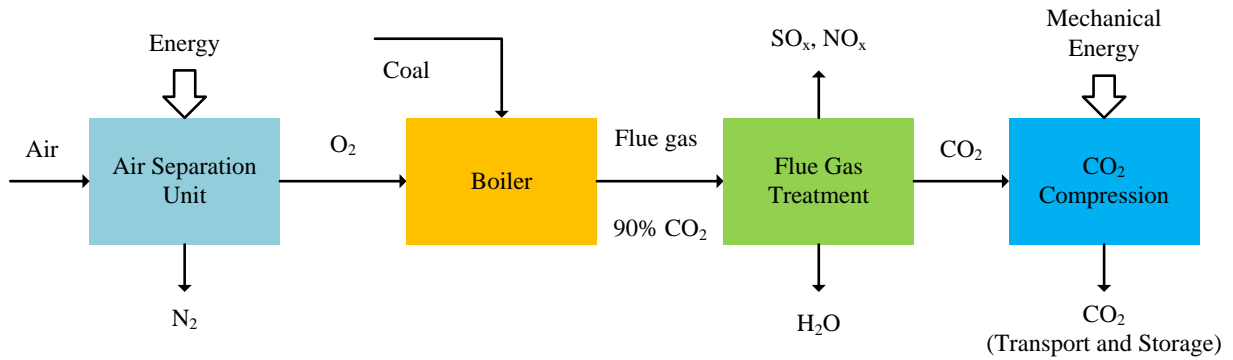 Energy
Coal
SOₓ, NOₓ
Mechanical
Energy
Air
Air Separation
Unit
O₂
Boiler
Flue gas
90% CO₂
Flue Gas
Treatment
CO₂
CO₂
Compression
N₂
H₂O
CO₂
(Transport and Storage)